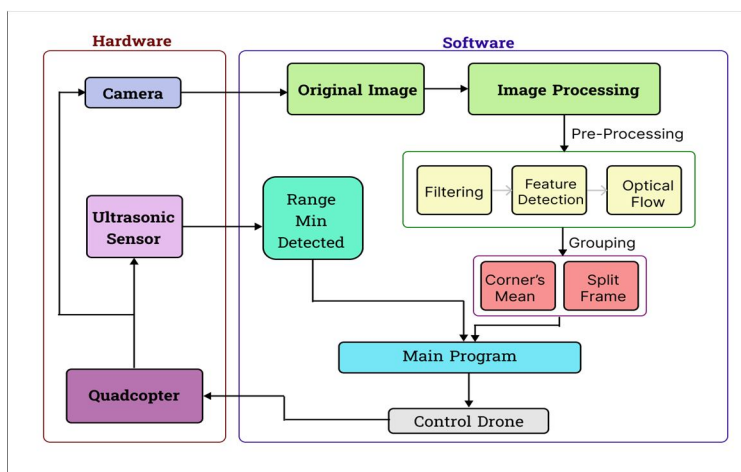 Hardware
Software
Camera
Original Image
Image Processing
Pre-Processing
Filtering
Feature
Detection
Optical
Flow
Ultrasonic
Sensor
Range
Min
Detected
Grouping
Corner's
Mean
Split
Frame
Main Program
Quadcopter
Control Drone